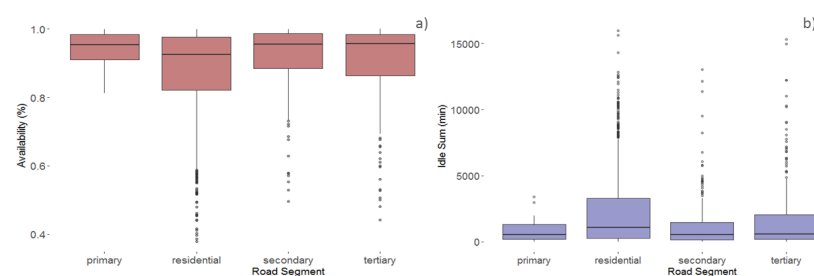 a)
1.0
0.8
0.6
0.4
Availability (%)
primary residential secondary tertiary
Road Segment
b)
15000
10000
5000
0
Idle Sum (min)
primary residential secondary tertiary
Road Segment